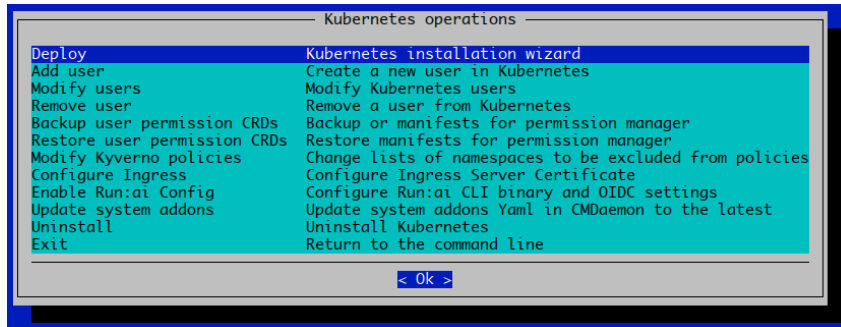 Kubernetes operations
Deploy Kubernetes installation wizard
Add user Create a new user in Kubernetes
Modify users Modify Kubernetes users
Remove user Remove a user from Kubernetes
Backup user permission CRDs Backup or manifests for permission manager
Restore user permission CRDs Restore manifests for permission manager
Modify Kyverno policies Change lists of namespaces to be excluded from policies
Configure Ingress Configure Ingress Server Certificate
Enable Run:ai Config Configure Run:ai CLI binary and OIDC settings
Update system addons Update system addons Yaml in CMDaemon to the latest
Uninstall Uninstall Kubernetes
Exit Return to the command line
< Ok >